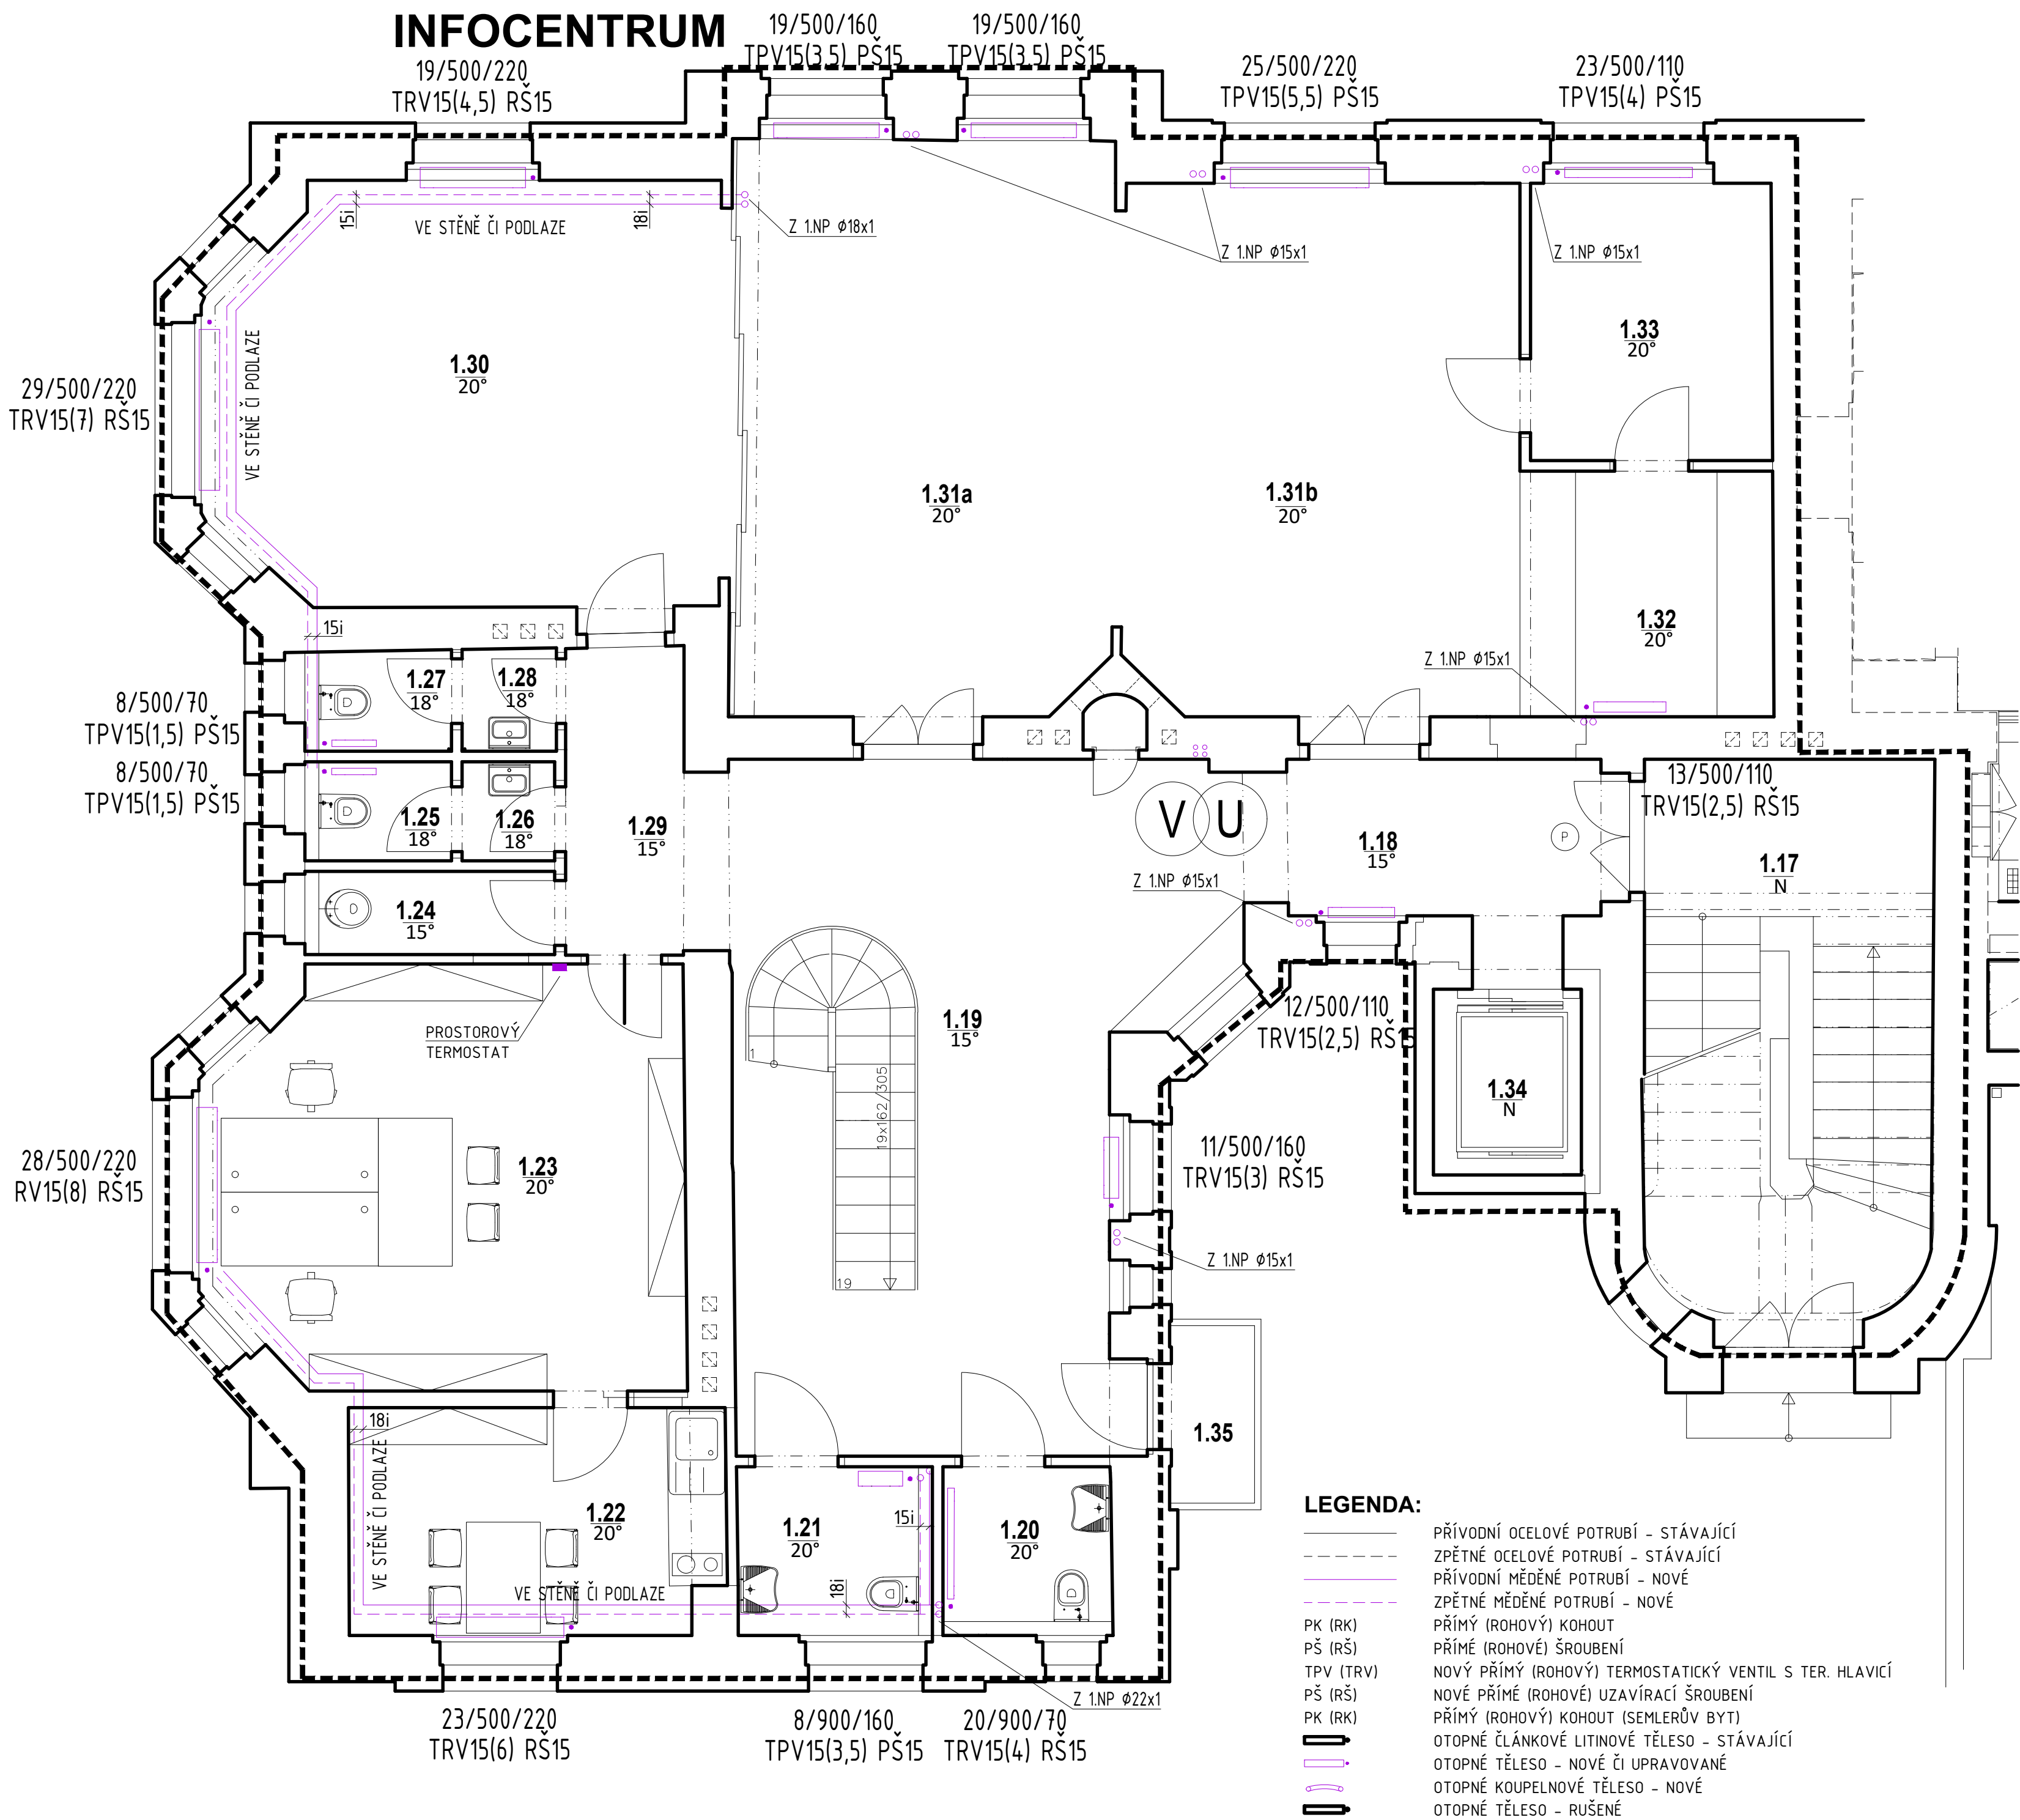 INFOCENTRUM
19/500/160
TPV15(3,5) PŠ15
19/500/160
TPV15(3,5) PŠ15
19/500/220
TRV15(4,5) RŠ15
25/500/220
TPV15(5,5) PŠ15
23/500/110
TPV15(4) PŠ15
15i
VE STĚNĚ ČI PODLAZE
18i
Z 1.NP Φ18x1
Z 1.NP Φ15x1
Z 1.NP Φ15x1
29/500/220
TRV15(7) RŠ15
VE STĚNĚ ČI PODLAZE
1.30
20°
1.33
20°
1.31a
20°
1.31b
20°
1.32
20°
15i
Z 1.NP Φ15x1
8/500/70
TPV15(1,5) PŠ15
1.27
18°
1.28
18°
8/500/70
TPV15(1,5) PŠ15
1.25
18°
1.26
18°
1.29
15°
V
U
P
1.18
15°
13/500/110
TRV15(2,5) RŠ15
1.17
N
Z 1.NP Φ15x1
1.24
15°
PROSTOROVÝ
TERMOSTAT
1.19
15°
1
19x162/305
19
12/500/110
TRV15(2,5) RŠ15
1.34
N
28/500/220
RV15(8) RŠ15
1.23
20°
11/500/160
TRV15(3) RŠ15
Z 1.NP Φ15x1
18i
VE STĚNĚ ČI PODLAZE
1.22
20°
VE STĚNĚ ČI PODLAZE
1.21
20°
15i
18i
1.20
20°
1.35
Z 1.NP Φ22x1
23/500/220
TRV15(6) RŠ15
8/900/160
TPV15(3,5) PŠ15
20/900/70
TRV15(4) RŠ15
LEGENDA:
PŘÍVODNÍ OCELOVÉ POTRUBÍ - STÁVAJÍCÍ
ZPĚTNÉ OCELOVÉ POTRUBÍ - STÁVAJÍCÍ
PŘÍVODNÍ MĚDĚNÉ POTRUBÍ - NOVÉ
ZPĚTNÉ MĚDĚNÉ POTRUBÍ - NOVÉ
PK (RK) PŘÍMÝ (ROHOVÝ) KOHOUT
PŠ (RŠ) PŘÍMÉ (ROHOVÉ) ŠROUBENÍ
TPV (TRV) NOVÝ PŘÍMÝ (ROHOVÝ) TERMOSTATICKÝ VENTIL S TER. HLAVICÍ
PŠ (RŠ) NOVÉ PŘÍMÉ (ROHOVÉ) UZAVÍRACÍ ŠROUBENÍ
PK (RK) PŘÍMÝ (ROHOVÝ) KOHOUT (SEMLERŮV BYT)
OTOPNÉ ČLÁNKOVÉ LITINOVÉ TĚLESO - STÁVAJÍCÍ
OTOPNÉ TĚLESO - NOVÉ ČI UPRAVOVANÉ
OTOPNÉ KOUPELNOVÉ TĚLESO - NOVÉ
OTOPNÉ TĚLESO - RUŠENÉ